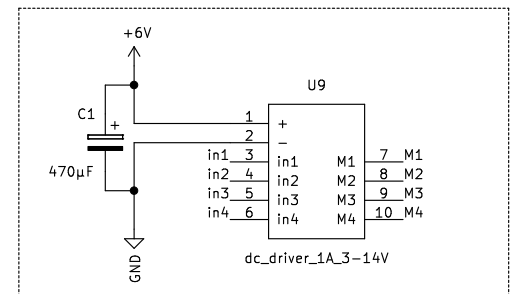 +6V
U9
C1
+
470µF
1
+
2
−
in1 3 in1 M1 7 M1
in2 4 in2 M2 8 M2
in3 5 in3 M3 9 M3
in4 6 in4 M4 10 M4
GND
dc_driver_1A_3-14V